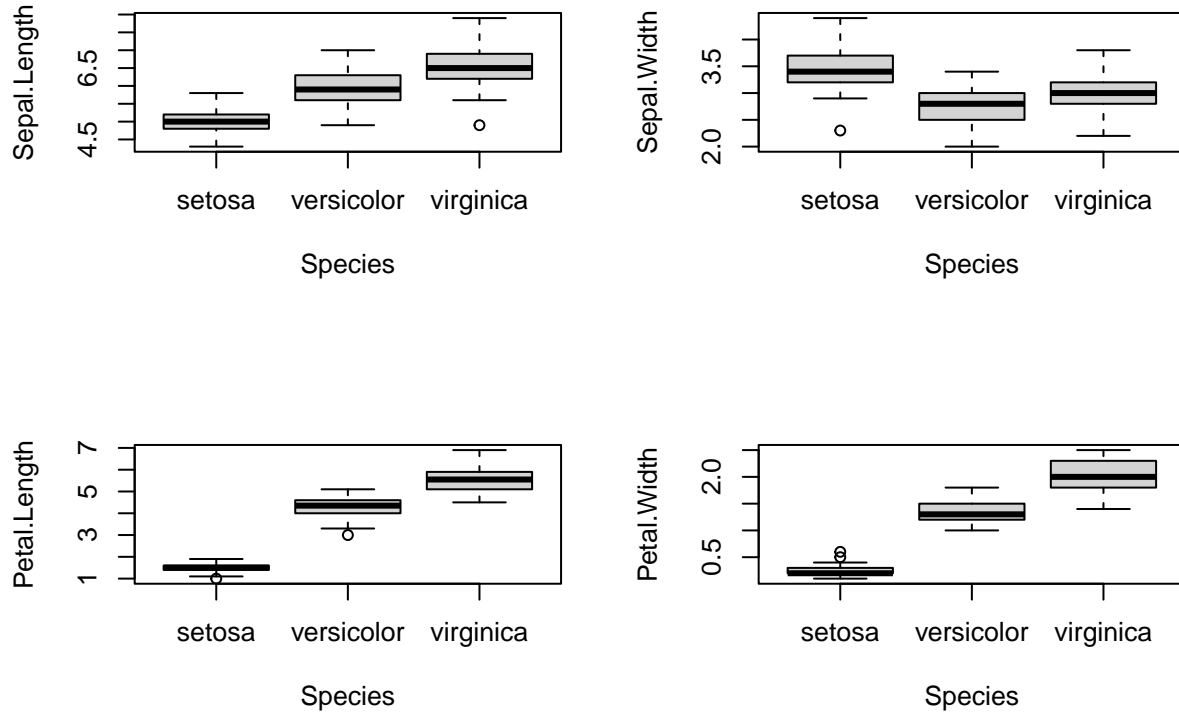 Sepal.Length
6.5
4.5
setosa versicolor virginica
Species
Sepal.Width
3.5
2.0
setosa versicolor virginica
Species
Petal.Length
7
5
3
1
setosa versicolor virginica
Species
Petal.Width
2.0
0.5
setosa versicolor virginica
Species